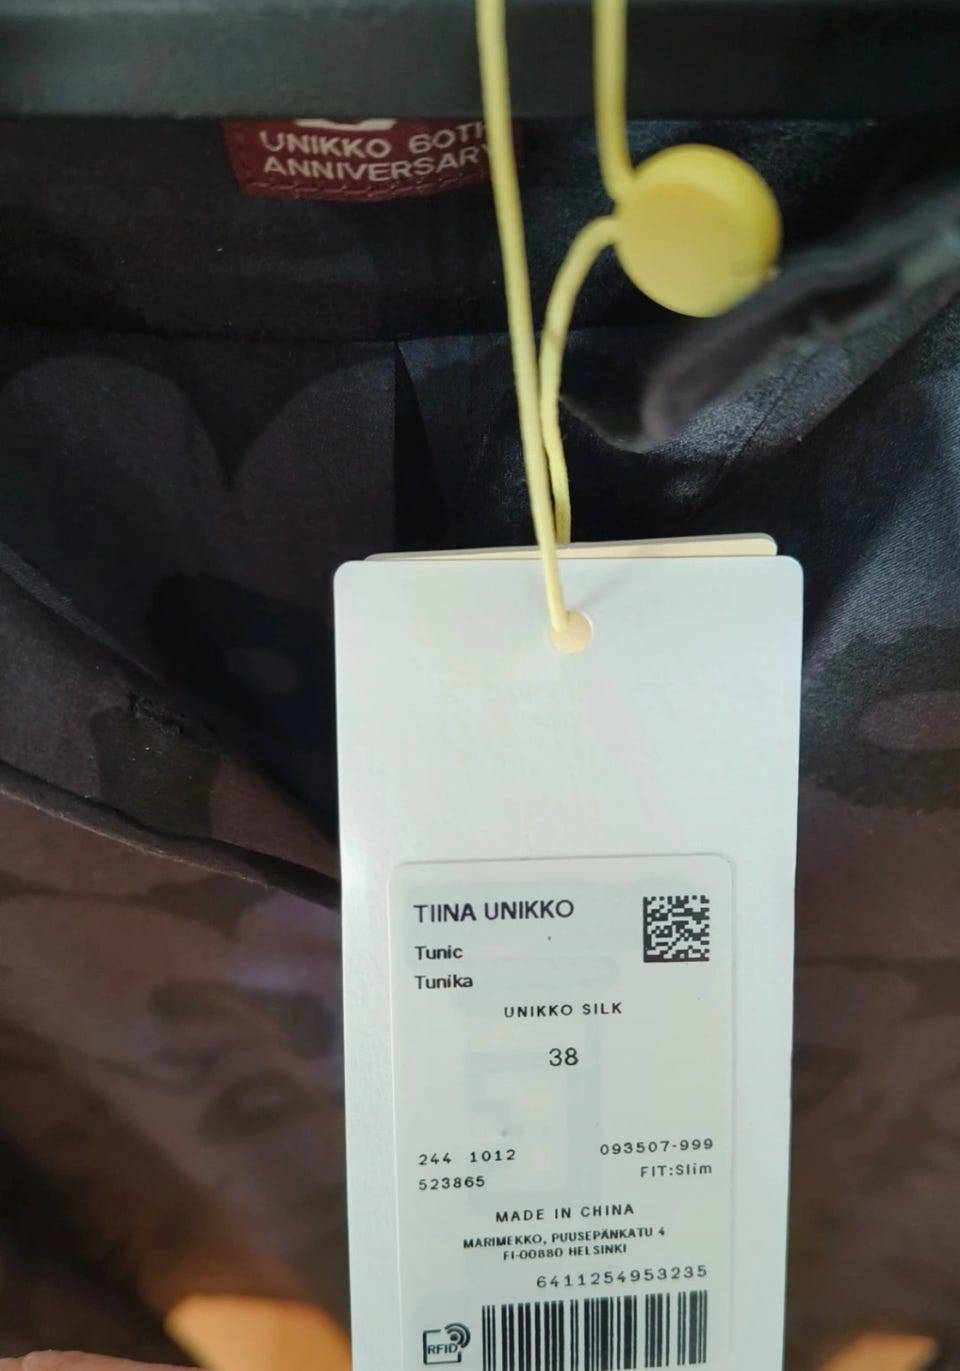 UNIKKO 60TH
ANNIVERSARY
TIINA UNIKKO
Tunic
Tunika
UNIKKO SILK
38
244 1012
093507-999
523865
FIT:Slim
MADE IN CHINA
MARIMEKKO, PUUSEPÄNKATU 4
FI-00880 HELSINKI
6411254953235
RFID